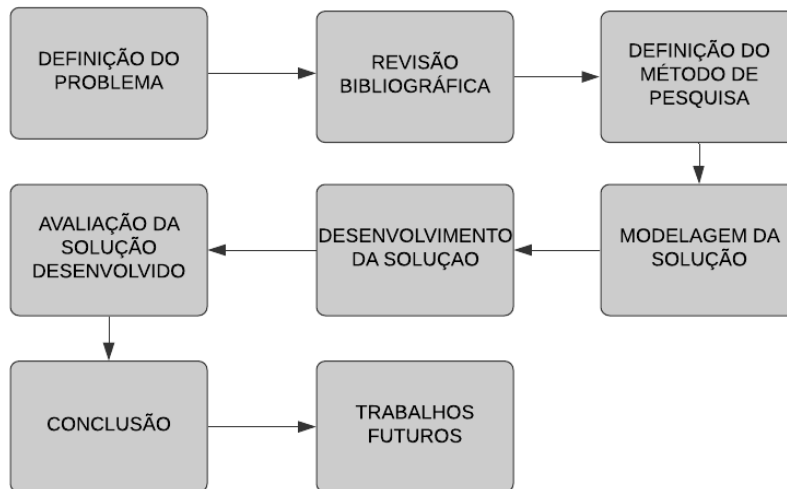 DEFINIÇÃO DO
PROBLEMA
REVISÃO
BIBLIOGRÁFICA
DEFINIÇÃO DO
MÉTODO DE
PESQUISA
MODELAGEM DA
SOLUÇÃO
DESENVOLVIMENTO
DA SOLUÇAO
AVALIAÇÃO DA
SOLUÇÃO
DESENVOLVIDO
CONCLUSÃO
TRABALHOS
FUTUROS